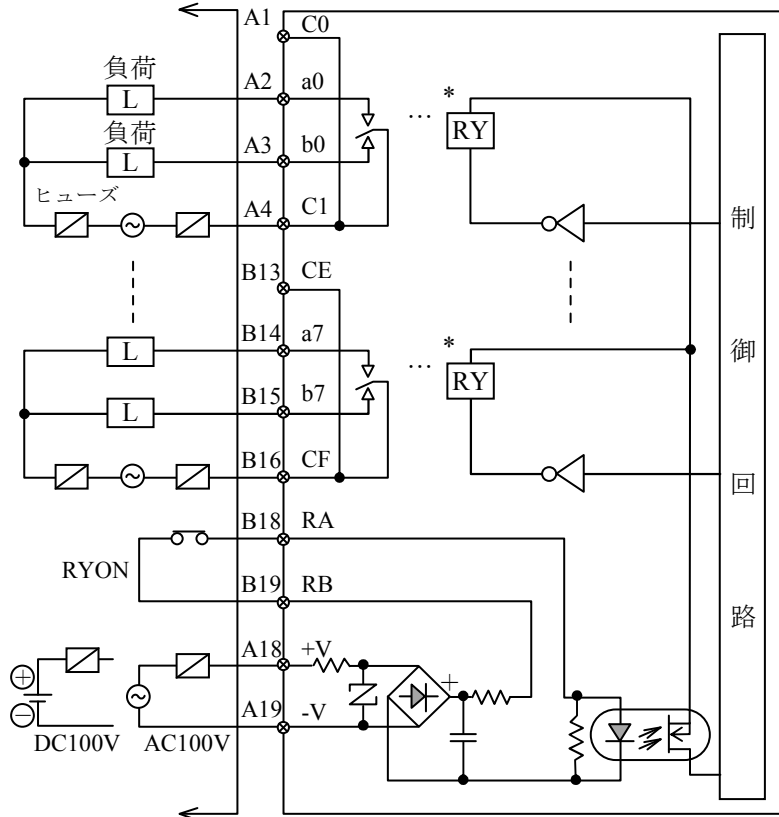 A1 C0
負荷
A2 a0
L
* 
… RY
負荷
A3 b0
L
ヒューズ
A4 C1
B13 CE
B14 a7
L
*
… RY
B15 b7
L
B16 CF
B18 RA
RYON
B19 RB
A18 +V
+
A19 -V
+
−
DC100V AC100V
制
御
回
路